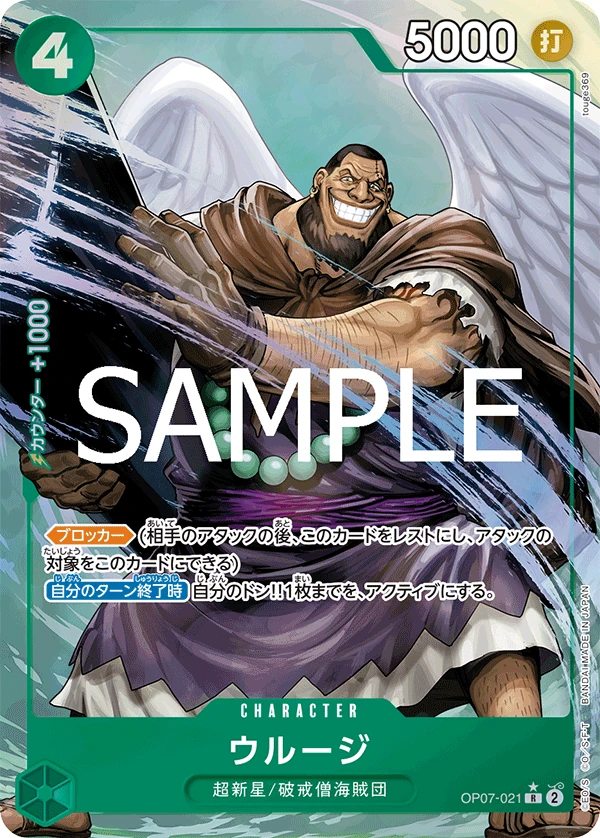 4
5000 打
touge369
カウンター +1000
SAMPLE
ブロッカー (相手のアタックの後、このカードをレストにし、アタックの
対象をこのカードにできる)
自分のターン終了時 自分のドン!!1枚までを、アクティブにする。
CHARACTER
ウルージ
超新星/破戒僧海賊団
OP07-021 R 2
©E.O/S. ©O/S.F.T BANDAI MADE IN JAPAN